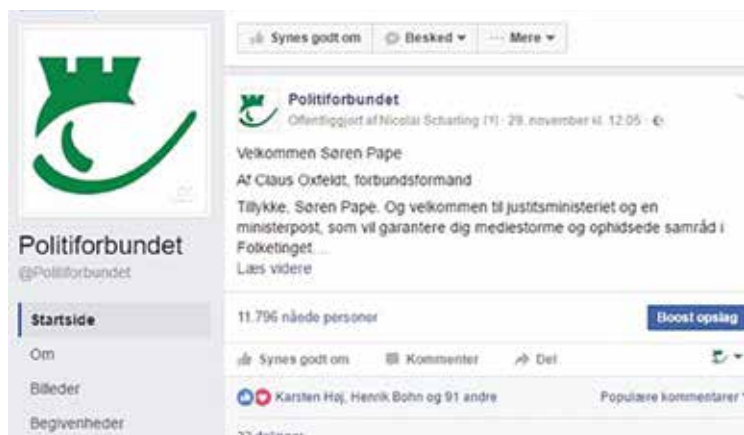 Synes godt om
Besked
Mere
Politiforbundet
Offentliggjort af Nicolai Scharling [?] · 29. november kl. 12:05 ·
Velkommen Søren Pape
Af Claus Oxfeldt, forbundsformand
Tillykke, Søren Pape. Og velkommen til justitsministeriet og en
ministerpost, som vil garantere dig mediestorme og ophidsede samråd i
Folketinget....
Læs videre
11.796 nåede personer
Boost opslag
Synes godt om
Kommenter
Del
Karsten Høj, Henrik Bohn og 91 andre
Populære kommentarer
Politiforbundet
@Politiforbundet
Startside
Om
Billeder
Begivenheder